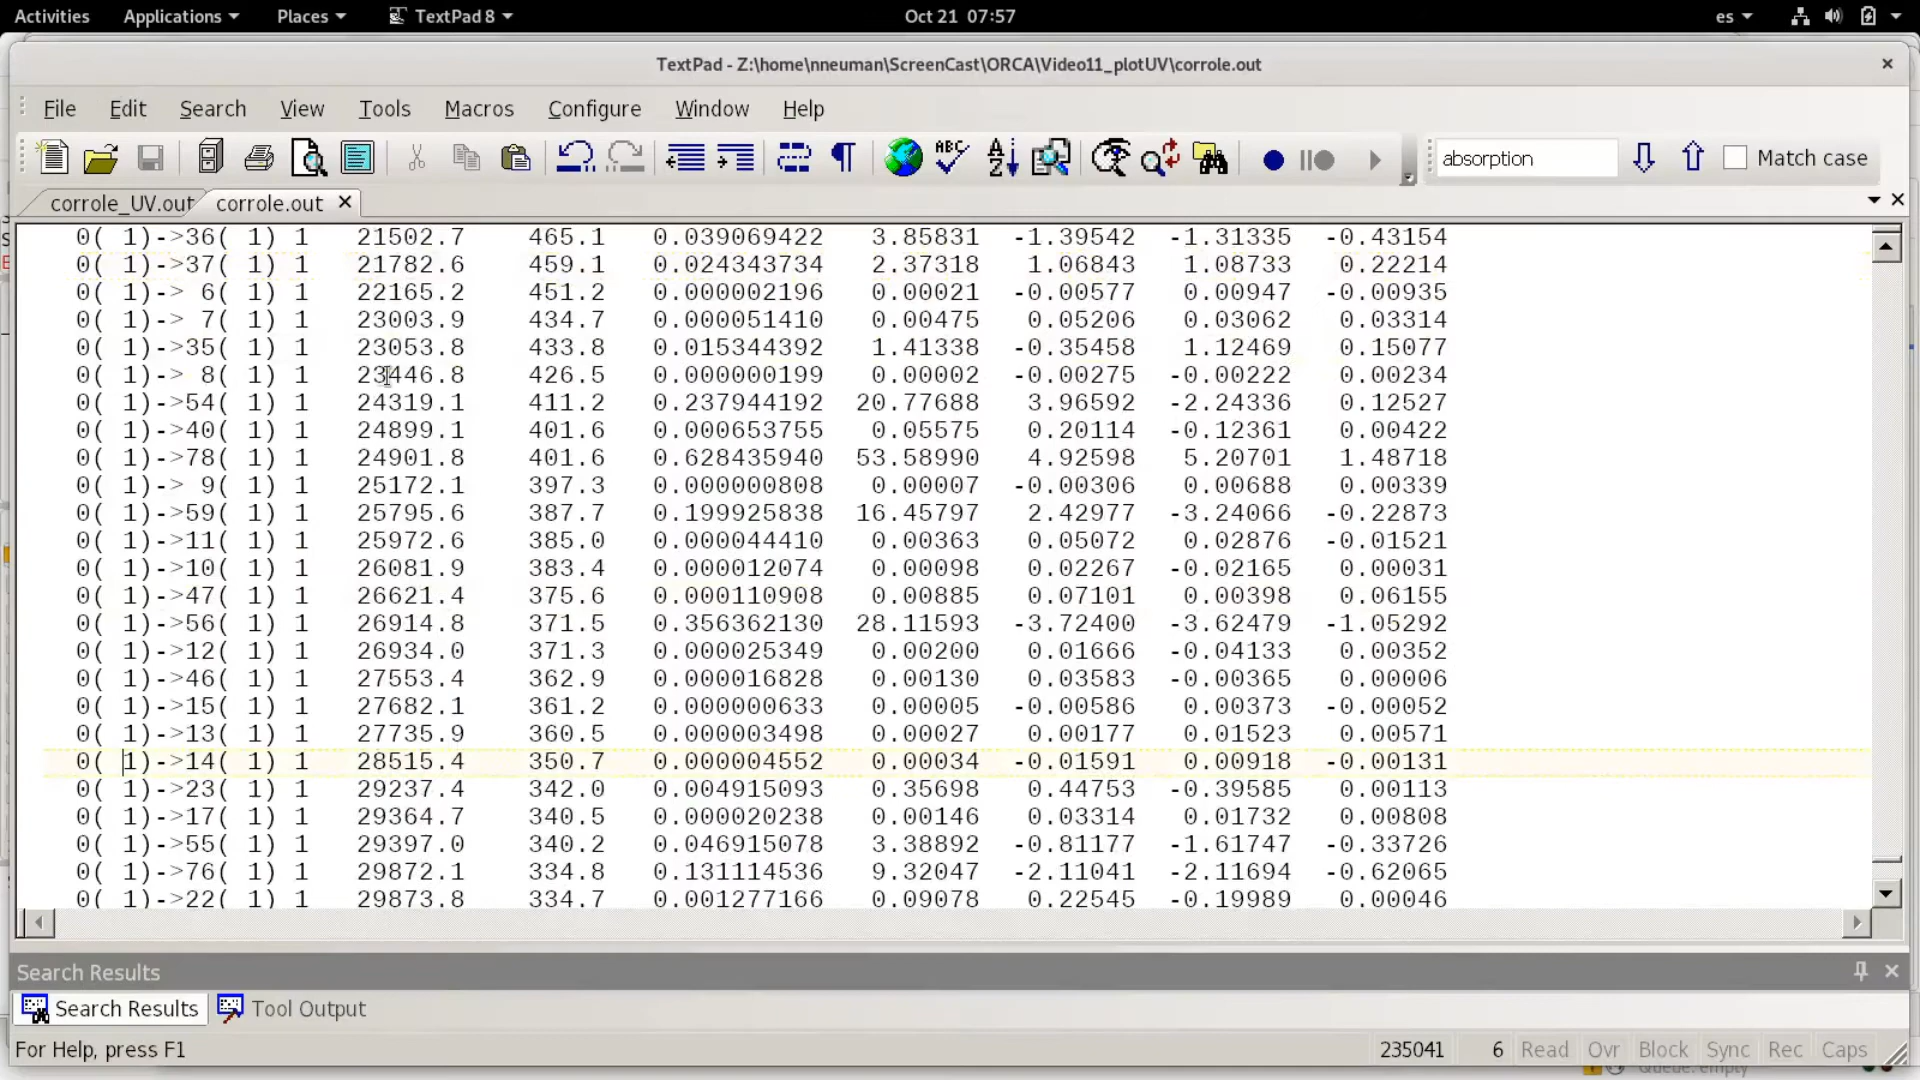 Activities Applications Places TextPad 8 Oct 21 07:57 es
TextPad - Z:\home\nneuman\ScreenCast\ORCA\Video11_plotUV\corrole.out
File Edit Search View Tools Macros Configure Window Help
absorption Match case
corrole_UV.out corrole.out
0( 1)->36( 1) 1 21502.7 465.1 0.039069422 3.85831 -1.39542 -1.31335 -0.43154
0( 1)->37( 1) 1 21782.6 459.1 0.024343734 2.37318 1.06843 1.08733 0.22214
0( 1)-> 6( 1) 1 22165.2 451.2 0.000002196 0.00021 -0.00577 0.00947 -0.00935
0( 1)-> 7( 1) 1 23003.9 434.7 0.000051410 0.00475 0.05206 0.03062 0.03314
0( 1)->35( 1) 1 23053.8 433.8 0.015344392 1.41338 -0.35458 1.12469 0.15077
0( 1)-> 8( 1) 1 23446.8 426.5 0.000000199 0.00002 -0.00275 -0.00222 0.00234
0( 1)->54( 1) 1 24319.1 411.2 0.237944192 20.77688 3.96592 -2.24336 0.12527
0( 1)->40( 1) 1 24899.1 401.6 0.000653755 0.05575 0.20114 -0.12361 0.00422
0( 1)->78( 1) 1 24901.8 401.6 0.628435940 53.58990 4.92598 5.20701 1.48718
0( 1)-> 9( 1) 1 25172.1 397.3 0.000000808 0.00007 -0.00306 0.00688 0.00339
0( 1)->59( 1) 1 25795.6 387.7 0.199925838 16.45797 2.42977 -3.24066 -0.22873
0( 1)->11( 1) 1 25972.6 385.0 0.000044410 0.00363 0.05072 0.02876 -0.01521
0( 1)->10( 1) 1 26081.9 383.4 0.000012074 0.00098 0.02267 -0.02165 0.00031
0( 1)->47( 1) 1 26621.4 375.6 0.000110908 0.00885 0.07101 0.00398 0.06155
0( 1)->56( 1) 1 26914.8 371.5 0.356362130 28.11593 -3.72400 -3.62479 -1.05292
0( 1)->12( 1) 1 26934.0 371.3 0.000025349 0.00200 0.01666 -0.04133 0.00352
0( 1)->46( 1) 1 27553.4 362.9 0.000016828 0.00130 0.03583 -0.00365 0.00006
0( 1)->15( 1) 1 27682.1 361.2 0.000000633 0.00005 -0.00586 0.00373 -0.00052
0( 1)->13( 1) 1 27735.9 360.5 0.000003498 0.00027 0.00177 0.01523 0.00571
0( 1)->14( 1) 1 28515.4 350.7 0.000004552 0.00034 -0.01591 0.00918 -0.00131
0( 1)->23( 1) 1 29237.4 342.0 0.004915093 0.35698 0.44753 -0.39585 0.00113
0( 1)->17( 1) 1 29364.7 340.5 0.000020238 0.00146 0.03314 0.01732 0.00808
0( 1)->55( 1) 1 29397.0 340.2 0.046915078 3.38892 -0.81177 -1.61747 -0.33726
0( 1)->76( 1) 1 29872.1 334.8 0.131114536 9.32047 -2.11041 -2.11694 -0.62065
0( 1)->22( 1) 1 29873.8 334.7 0.001277166 0.09078 0.22545 -0.19989 0.00046
Search Results
Search Results Tool Output
For Help, press F1 235041 6 Read Ovr Block Sync Rec Caps